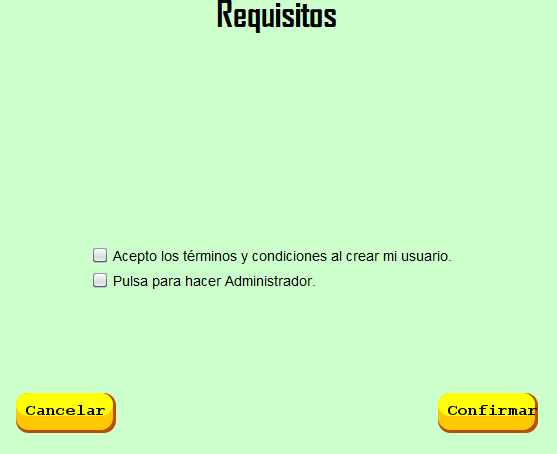 Requisitos
Acepto los términos y condiciones al crear mi usuario.
Pulsa para hacer Administrador.
Cancelar
Confirmar